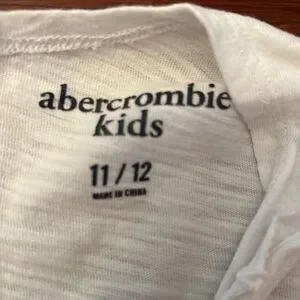 abercrombie
kids
11 / 12
MADE IN CHINA